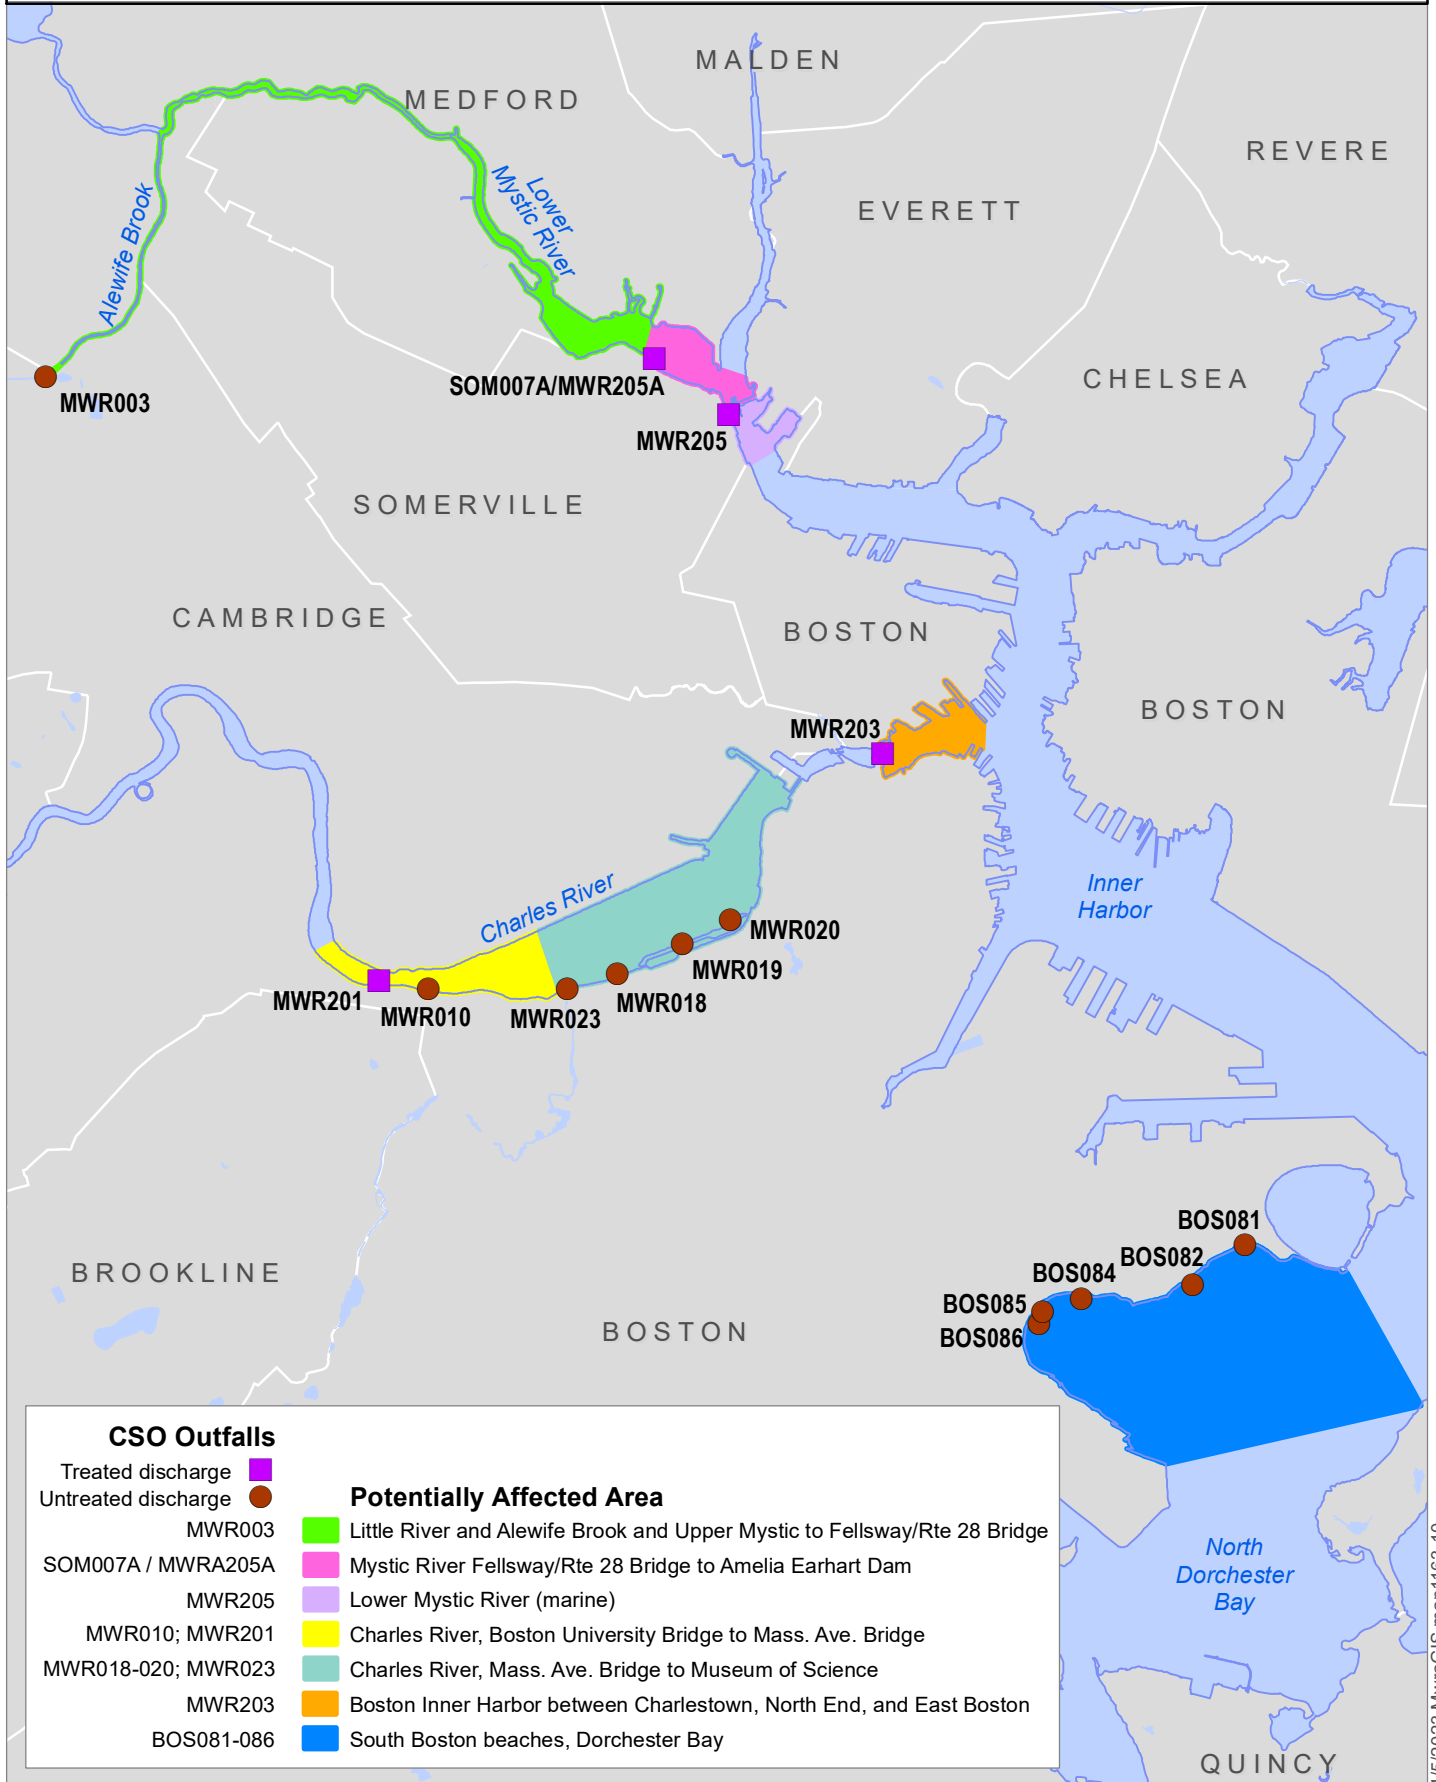 MALDEN
MEDFORD
REVERE
EVERETT
Lower
Mystic River
Alewife Brook
MWR003
SOM007A/MWR205A
CHELSEA
MWR205
SOMERVILLE
CAMBRIDGE
BOSTON
BOSTON
MWR203
Inner
Harbor
Charles River
MWR020
MWR019
MWR018
MWR201
MWR010
MWR023
BOS081
BOS082
BOS084
BOS085
BOS086
BROOKLINE
BOSTON
CSO Outfalls
Treated discharge
Untreated discharge
Potentially Affected Area
MWR003 Little River and Alewife Brook and Upper Mystic to Fellsway/Rte 28 Bridge
SOM007A / MWRA205A Mystic River Fellsway/Rte 28 Bridge to Amelia Earhart Dam
MWR205 Lower Mystic River (marine)
MWR010; MWR201 Charles River, Boston University Bridge to Mass. Ave. Bridge
MWR018-020; MWR023 Charles River, Mass. Ave. Bridge to Museum of Science
MWR203 Boston Inner Harbor between Charlestown, North End, and East Boston
BOS081-086 South Boston beaches, Dorchester Bay
North
Dorchester
Bay
QUINCY